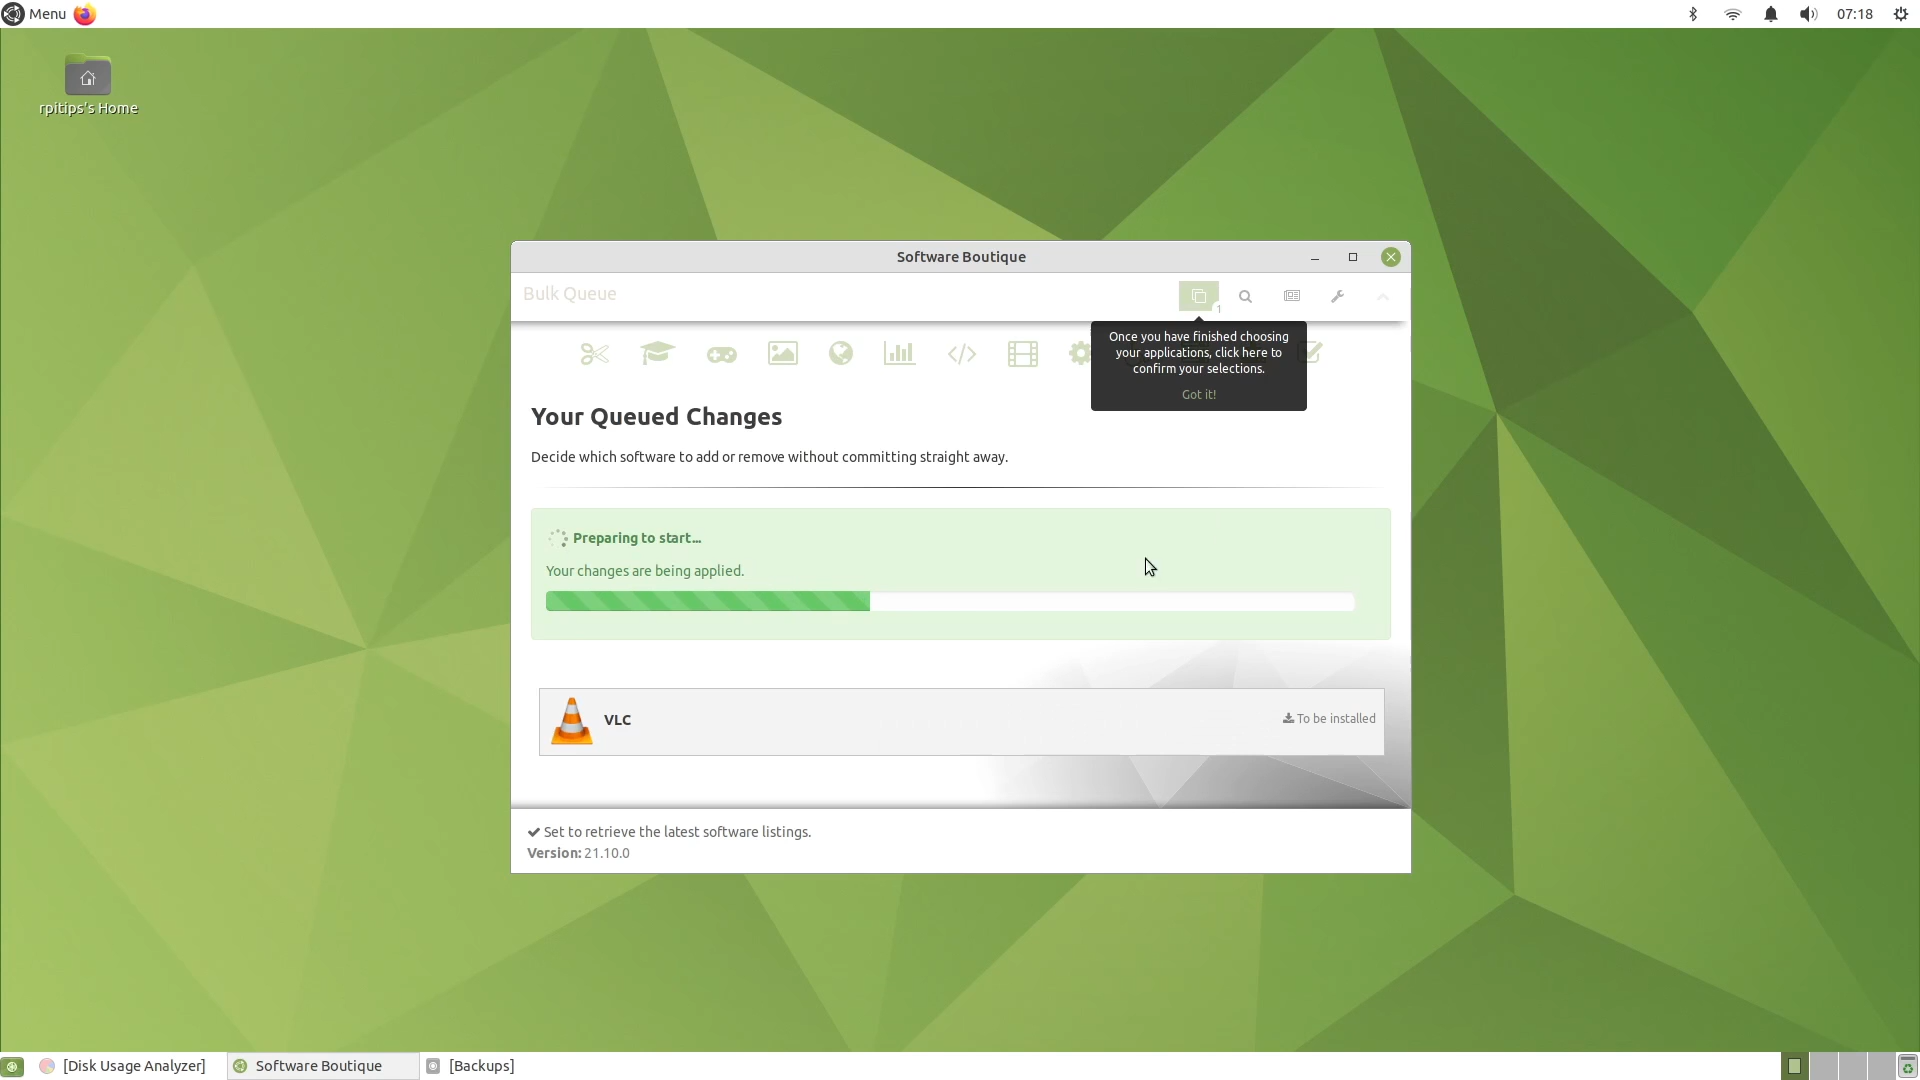 Menu
07:18
rpitips's Home
Software Boutique
Bulk Queue
1
Once you have finished choosing
your applications, click here to
confirm your selections.
Got it!
Your Queued Changes
Decide which software to add or remove without committing straight away.
Preparing to start...
Your changes are being applied.
VLC
To be installed
Set to retrieve the latest software listings.
Version: 21.10.0
[Disk Usage Analyzer]
Software Boutique
[Backups]